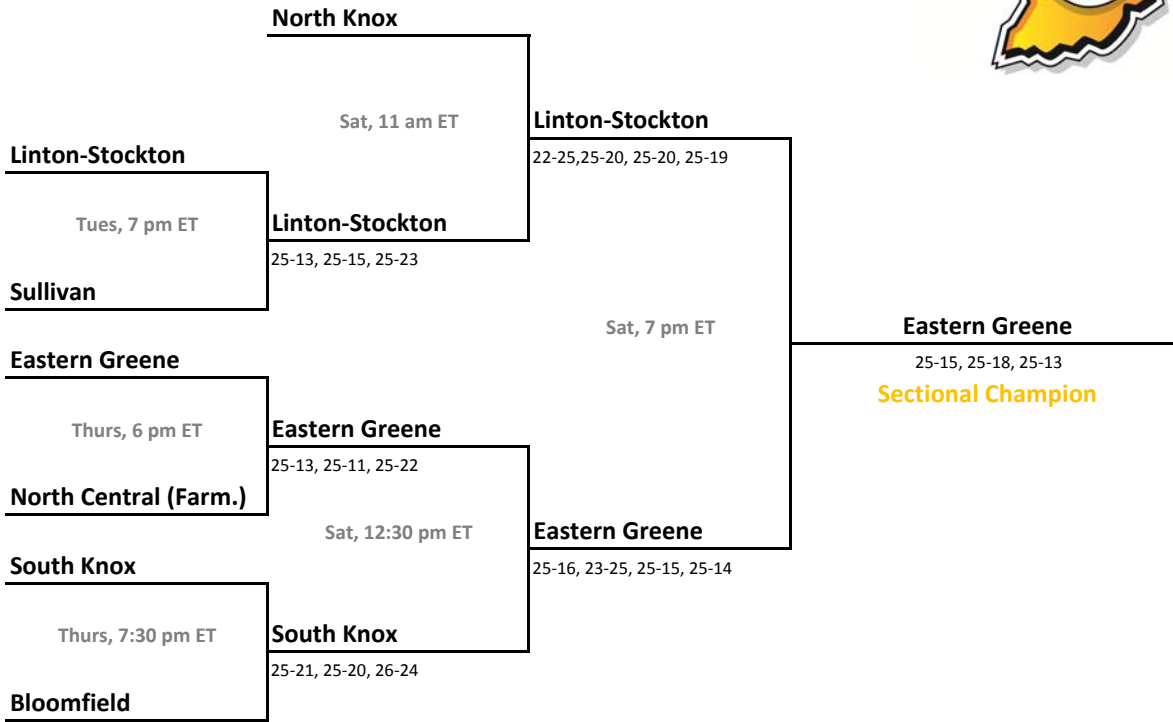 North Knox
Sat, 11 am ET
Linton-Stockton
Linton-Stockton
22-25,25-20, 25-20, 25-19
Tues, 7 pm ET
Linton-Stockton
25-13, 25-15, 25-23
Sullivan
Sat, 7 pm ET
Eastern Greene
Eastern Greene
25-15, 25-18, 25-13
Sectional Champion
Thurs, 6 pm ET
Eastern Greene
25-13, 25-11, 25-22
North Central (Farm.)
Sat, 12:30 pm ET
Eastern Greene
South Knox
25-16, 23-25, 25-15, 25-14
Thurs, 7:30 pm ET
South Knox
25-21, 25-20, 26-24
Bloomfield